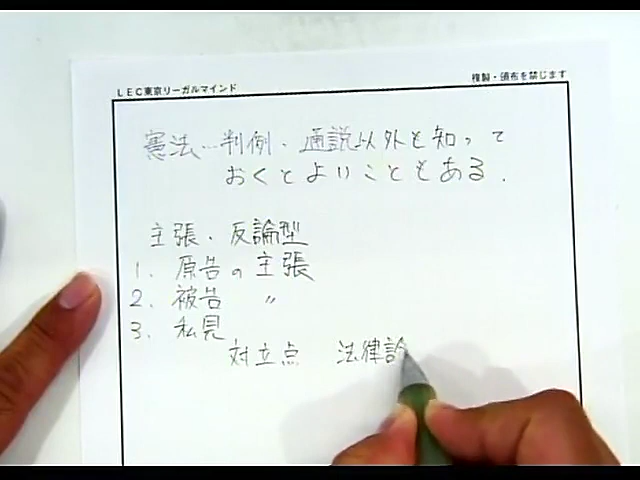 LEC東京リーガルマインド
複製・頒布を禁じます
憲法…判例・通説以外も知って
おくとよいこともある.
主張・反論型
1. 原告の主張
2. 被告 〃
3. 私見
対立点 法律